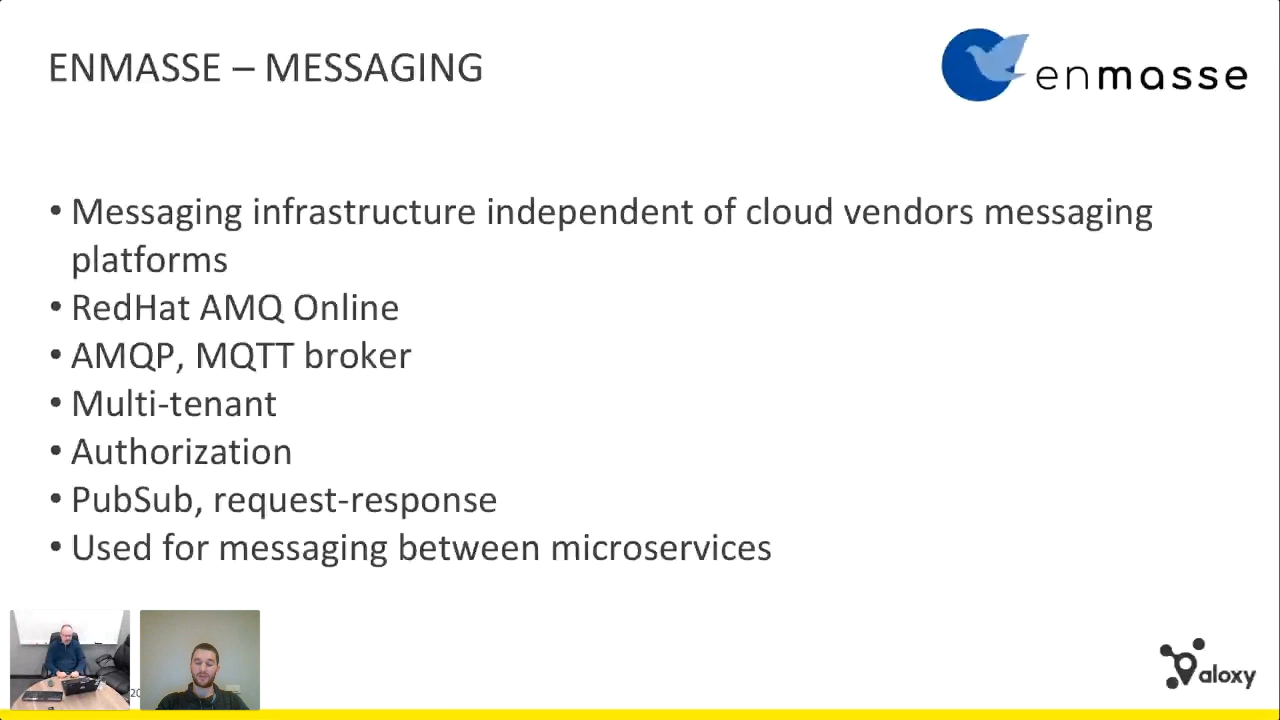 ENMASSE – MESSAGING
enmasse
• Messaging infrastructure independent of cloud vendors messaging
platforms
• RedHat AMQ Online
• AMQP, MQTT broker
• Multi-tenant
• Authorization
• PubSub, request-response
• Used for messaging between microservices
aloxy